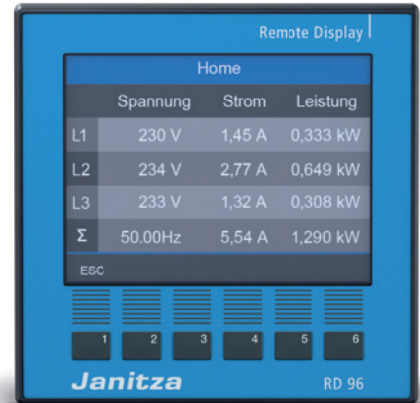 Remote Display
Home
Spannung Strom Leistung
L1 230 V 1,45 A 0,333 kW
L2 234 V 2,77 A 0,649 kW
L3 233 V 1,32 A 0,308 kW
Σ 50.00Hz 5,54 A 1,290 kW
ESC
1 2 3 4 5 6
Janitza RD 96